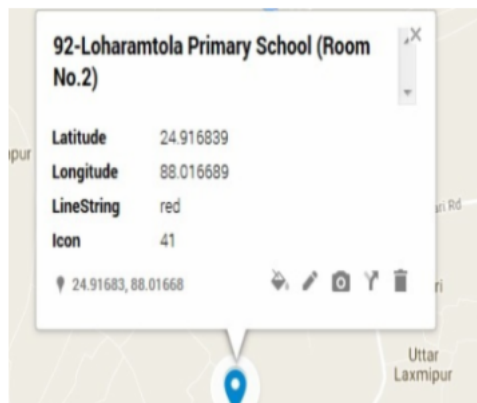 92-Loharamtola Primary School (Room
No.2)
Latitude 24.916839
Longitude 88.016689
LineString red
Icon 41
24.91683, 88.01668
pur
ari Rd
ri
Uttar
Laxmipur